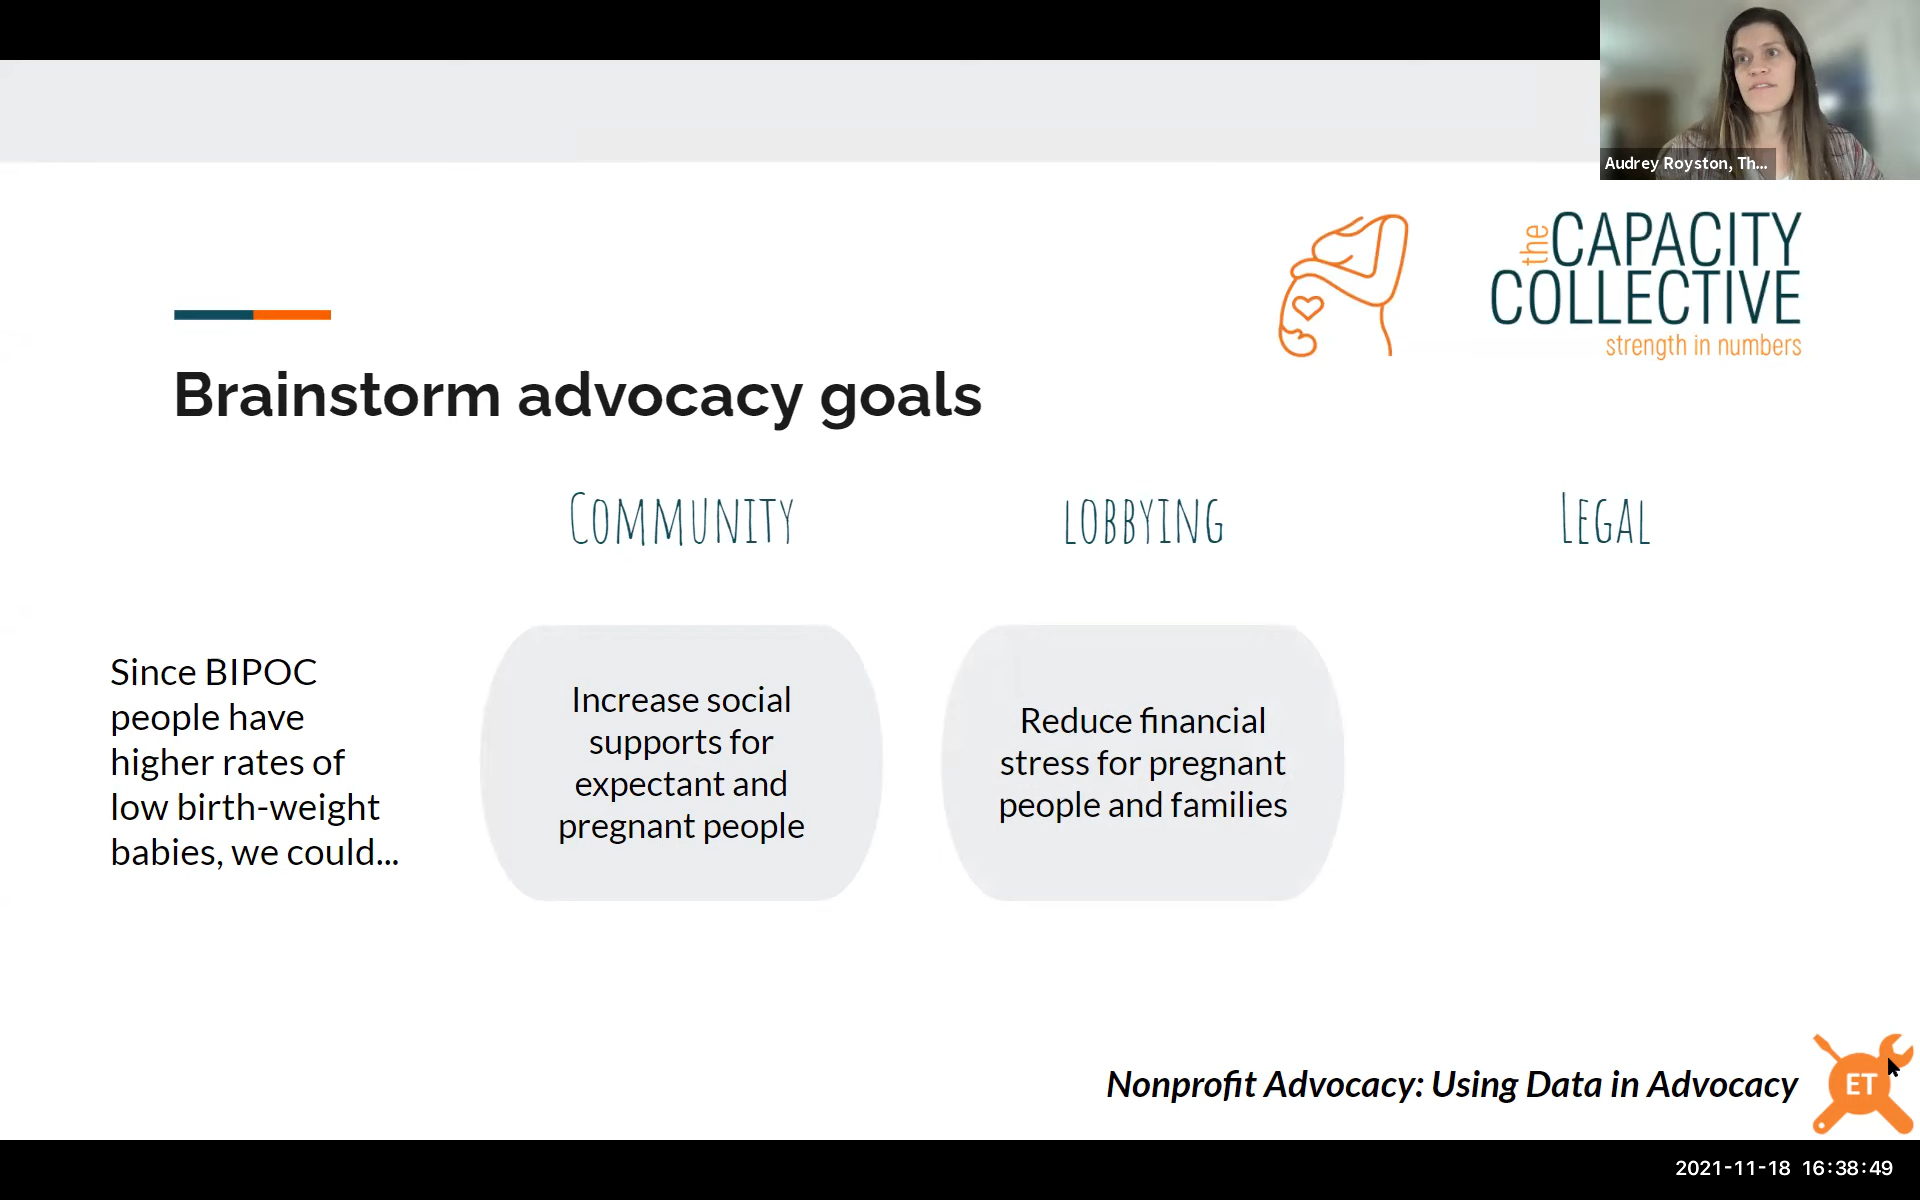 Audrey Royston, Th...
the CAPACITY
COLLECTIVE
strength in numbers
Brainstorm advocacy goals
COMMUNITY
LOBBYING
LEGAL
Since BIPOC
people have
higher rates of
low birth-weight
babies, we could...
Increase social
supports for
expectant and
pregnant people
Reduce financial
stress for pregnant
people and families
Nonprofit Advocacy: Using Data in Advocacy
ET
2021-11-18 16:38:49